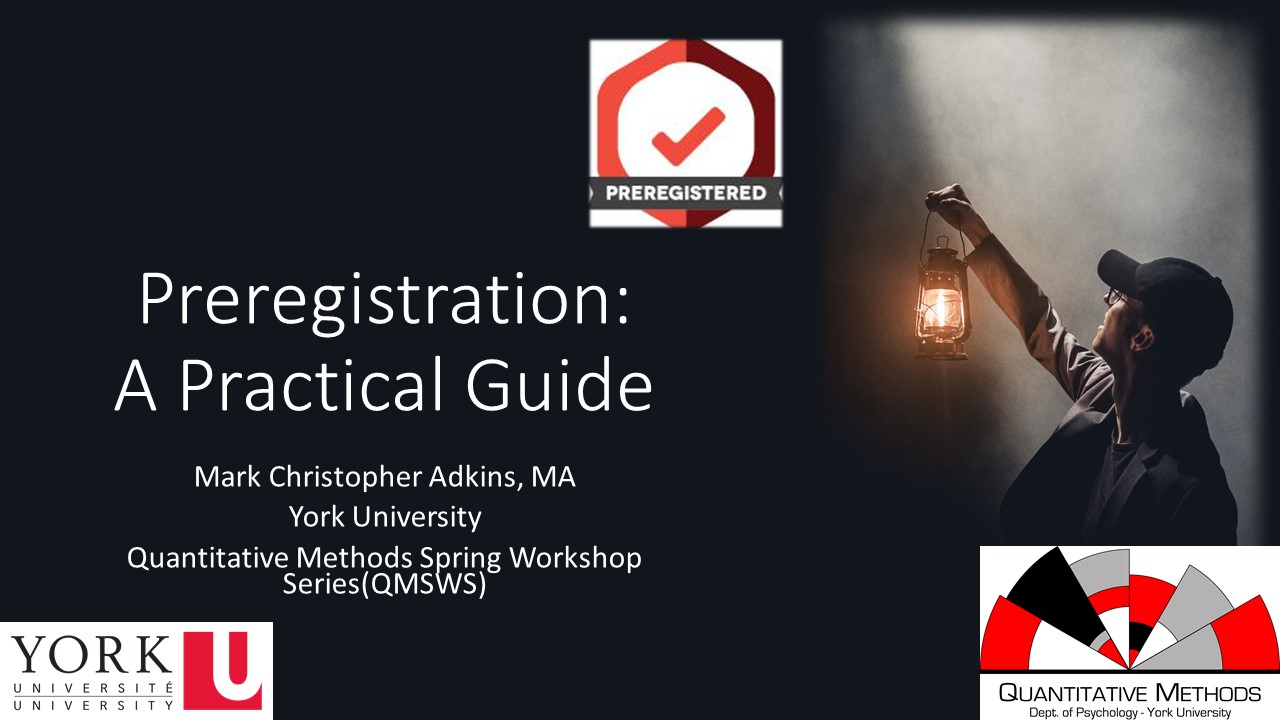 PREREGISTERED
Preregistration:
A Practical Guide
Mark Christopher Adkins, MA
York University
Quantitative Methods Spring Workshop
Series(QMSWS)
YORK U
UNIVERSITÉ
UNIVERSITY
QUANTITATIVE METHODS
Dept. of Psychology - York University